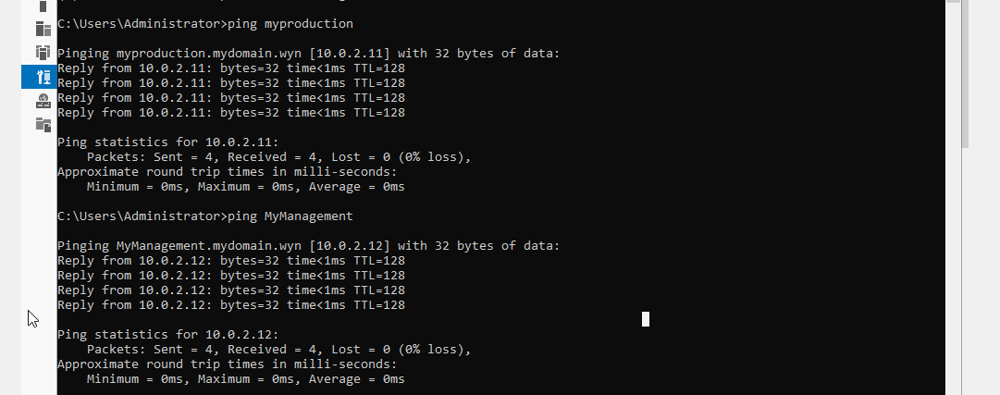 C:\Users\Administrator>ping myproduction
Pinging myproduction.mydomain.wyn [10.0.2.11] with 32 bytes of data:
Reply from 10.0.2.11: bytes=32 time<1ms TTL=128
Reply from 10.0.2.11: bytes=32 time<1ms TTL=128
Reply from 10.0.2.11: bytes=32 time<1ms TTL=128
Reply from 10.0.2.11: bytes=32 time<1ms TTL=128
Ping statistics for 10.0.2.11:
    Packets: Sent = 4, Received = 4, Lost = 0 (0% loss),
Approximate round trip times in milli-seconds:
    Minimum = 0ms, Maximum = 0ms, Average = 0ms
C:\Users\Administrator>ping MyManagement
Pinging MyManagement.mydomain.wyn [10.0.2.12] with 32 bytes of data:
Reply from 10.0.2.12: bytes=32 time<1ms TTL=128
Reply from 10.0.2.12: bytes=32 time<1ms TTL=128
Reply from 10.0.2.12: bytes=32 time<1ms TTL=128
Reply from 10.0.2.12: bytes=32 time<1ms TTL=128
Ping statistics for 10.0.2.12:
    Packets: Sent = 4, Received = 4, Lost = 0 (0% loss),
Approximate round trip times in milli-seconds:
    Minimum = 0ms, Maximum = 0ms, Average = 0ms